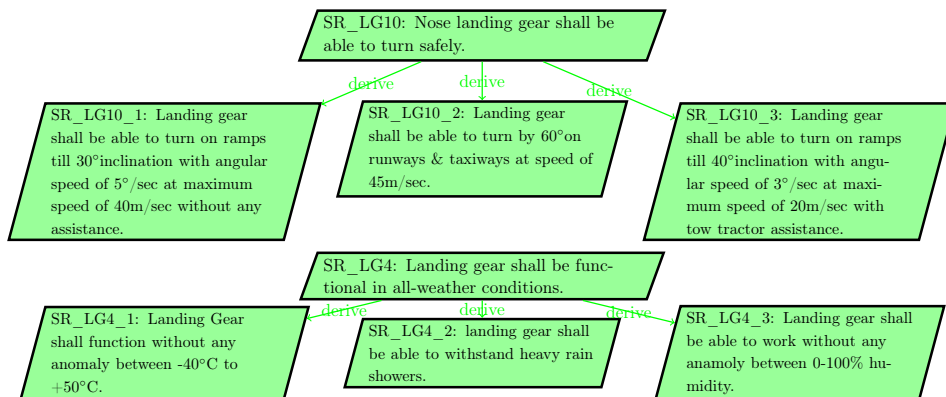 SR_LG10: Nose landing gear shall be
able to turn safely.
derive
derive
derive
SR_LG10_1: Landing gear
shall be able to turn on ramps
till 30°inclination with angular
speed of 5°/sec at maximum
speed of 40m/sec without any
assistance.
SR_LG10_2: Landing gear
shall be able to turn by 60°on
runways & taxiways at speed of
45m/sec.
SR_LG10_3: Landing gear
shall be able to turn on ramps
till 40°inclination with angu-
lar speed of 3°/sec at maxi-
mum speed of 20m/sec with
tow tractor assistance.
SR_LG4: Landing gear shall be func-
tional in all-weather conditions.
derive
derive
derive
SR_LG4_1: Landing Gear
shall function without any
anomaly between -40°C to
+50°C.
SR_LG4_2: landing gear shall
be able to withstand heavy rain
showers.
SR_LG4_3: Landing gear shall
be able to work without any
anamoly between 0-100% hu-
midity.